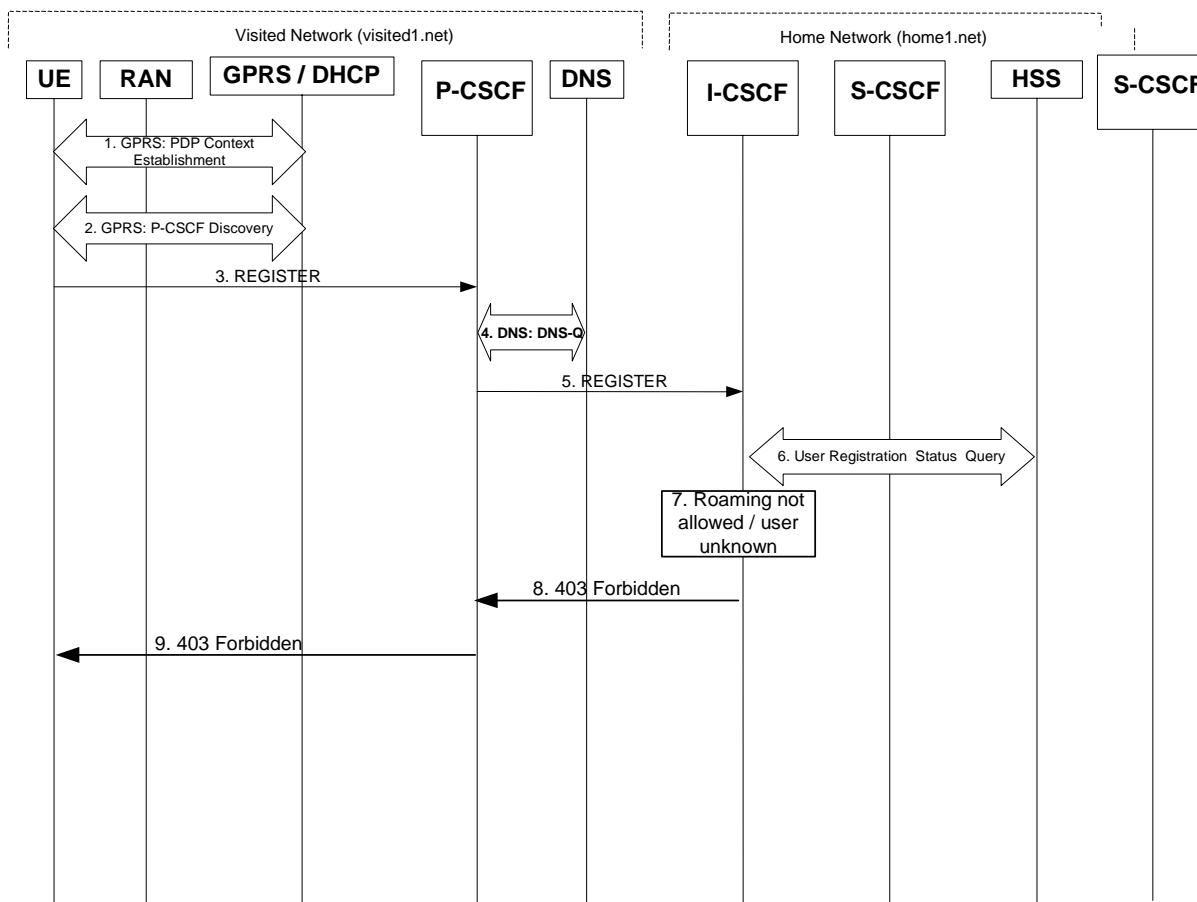 Visited Network (visited1.net)
Home Network (home1.net)
UE
RAN
GPRS / DHCP
P-CSCF
DNS
I-CSCF
S-CSCF
HSS
S-CSCF
1. GPRS: PDP Context
Establishment
2. GPRS: P-CSCF Discovery
3. REGISTER
4. DNS: DNS-Q
5. REGISTER
6. User Registration Status Query
7. Roaming not
allowed / user
unknown
8. 403 Forbidden
9. 403 Forbidden